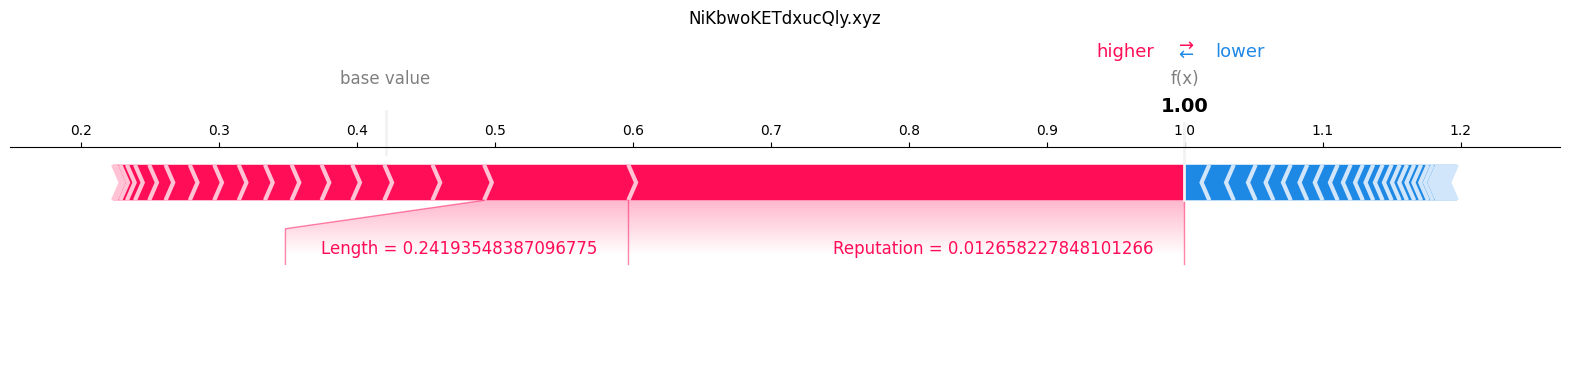 NiKbwoKETdxucQly.xyz
higher → ← lower
base value f(x)
1.00
0.2 0.3 0.4 0.5 0.6 0.7 0.8 0.9 1.0 1.1 1.2
Length = 0.24193548387096775 Reputation = 0.012658227848101266